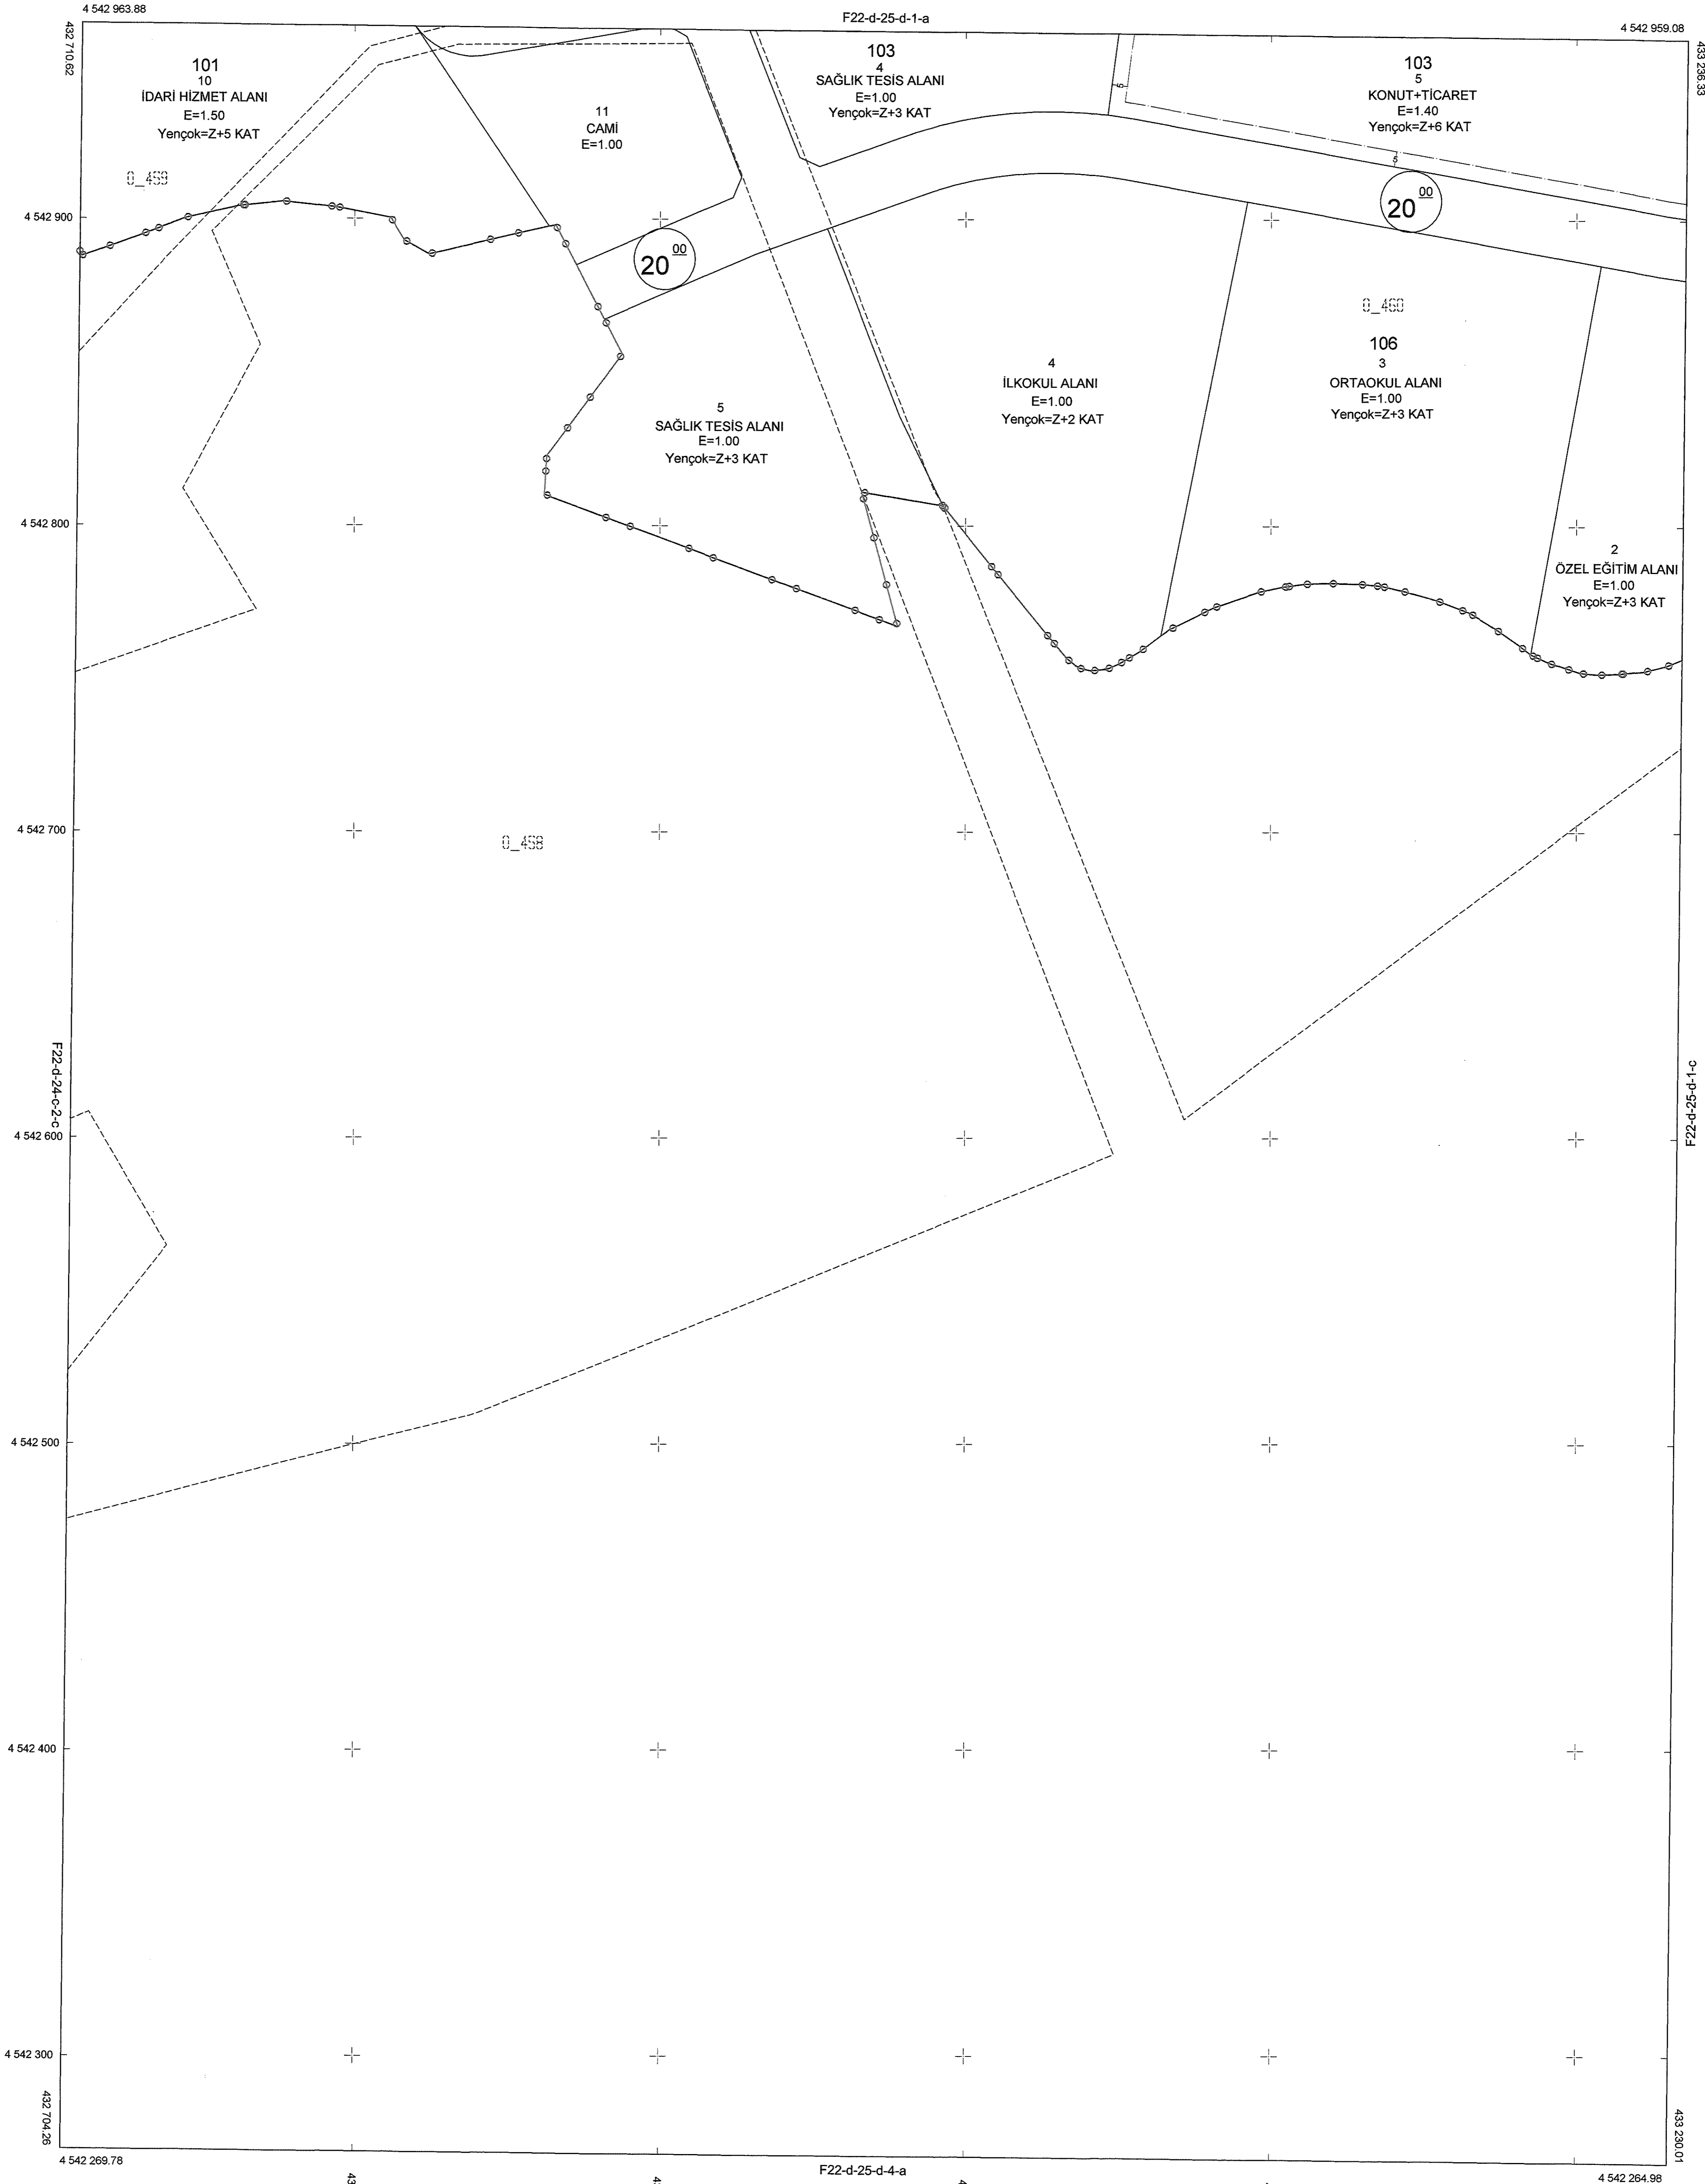 4 542 963.88
F22-d-25-d-1-a
4 542 959.08
432 710.62
433 236.33
101
10
İDARİ HİZMET ALANI
E=1.50
Yençok=Z+5 KAT
11
CAMİ
E=1.00
103
4
SAĞLIK TESİS ALANI
E=1.00
Yençok=Z+3 KAT
5
103
5
KONUT+TİCARET
E=1.40
Yençok=Z+6 KAT
5
0_459
4 542 900
20 00
20 00
0_460
106
3
ORTAOKUL ALANI
E=1.00
Yençok=Z+3 KAT
4
İLKOKUL ALANI
E=1.00
Yençok=Z+2 KAT
5
SAĞLIK TESİS ALANI
E=1.00
Yençok=Z+3 KAT
4 542 800
2
ÖZEL EĞİTİM ALANI
E=1.00
Yençok=Z+3 KAT
4 542 700
0_458
F22-d-24-c-2-c
F22-d-25-d-1-c
4 542 600
4 542 500
4 542 400
4 542 300
432 704.26
433 230.01
4 542 269.78
F22-d-25-d-4-a
4 542 264.98